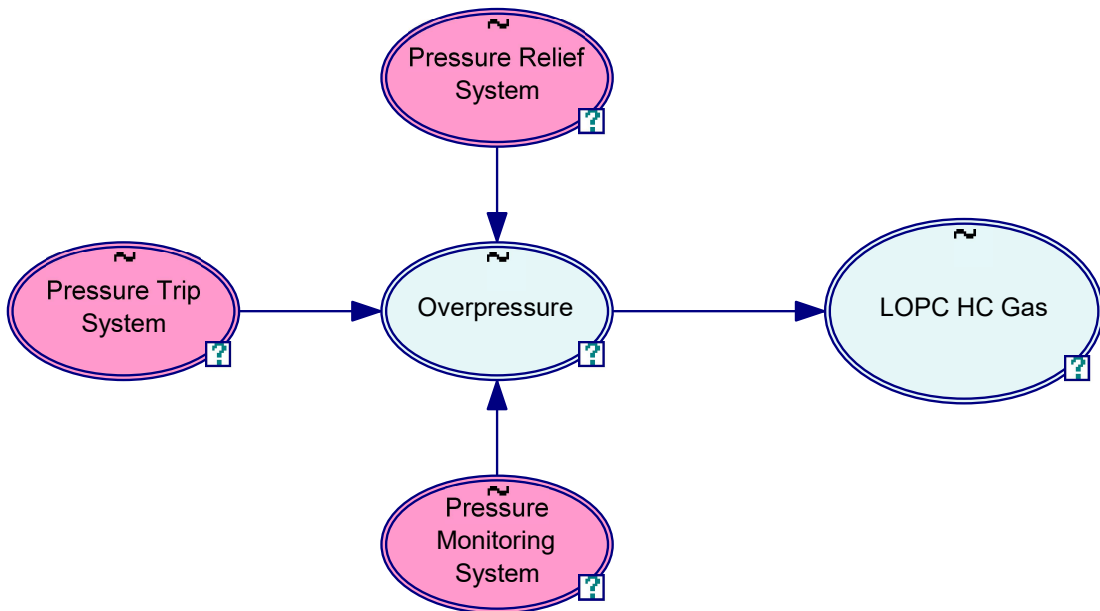 ~
Pressure Relief
System
?
~
Pressure Trip
System
?
~
Overpressure
?
~
LOPC HC Gas
?
~
Pressure
Monitoring
System
?